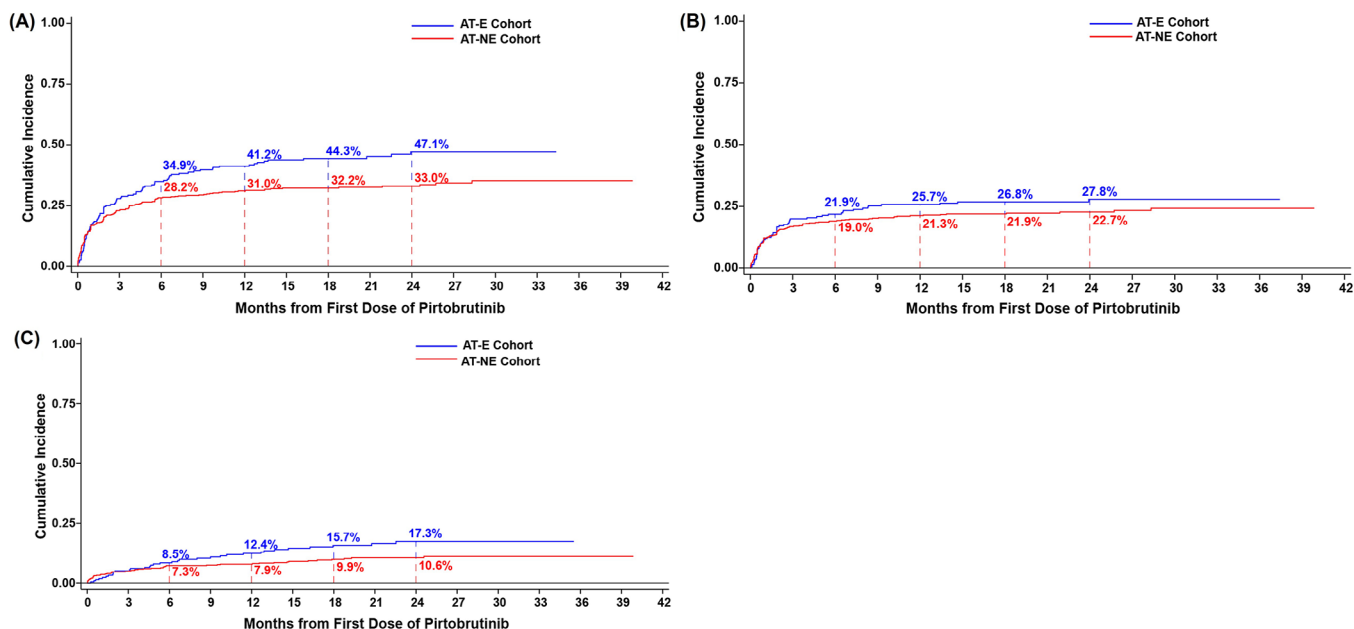 (A)
AT-E Cohort
AT-NE Cohort
Cumulative Incidence
1.00
0.75
0.50
0.25
0.00
34.9%
41.2%
44.3%
47.1%
28.2%
31.0%
32.2%
33.0%
0 3 6 9 12 15 18 21 24 27 30 33 36 39 42
Months from First Dose of Pirtobrutinib
(B)
AT-E Cohort
AT-NE Cohort
Cumulative Incidence
1.00
0.75
0.50
0.25
0.00
21.9%
25.7%
26.8%
27.8%
19.0%
21.3%
21.9%
22.7%
0 3 6 9 12 15 18 21 24 27 30 33 36 39 42
Months from First Dose of Pirtobrutinib
(C)
AT-E Cohort
AT-NE Cohort
Cumulative Incidence
1.00
0.75
0.50
0.25
0.00
8.5%
12.4%
15.7%
17.3%
7.3%
7.9%
9.9%
10.6%
0 3 6 9 12 15 18 21 24 27 30 33 36 39 42
Months from First Dose of Pirtobrutinib